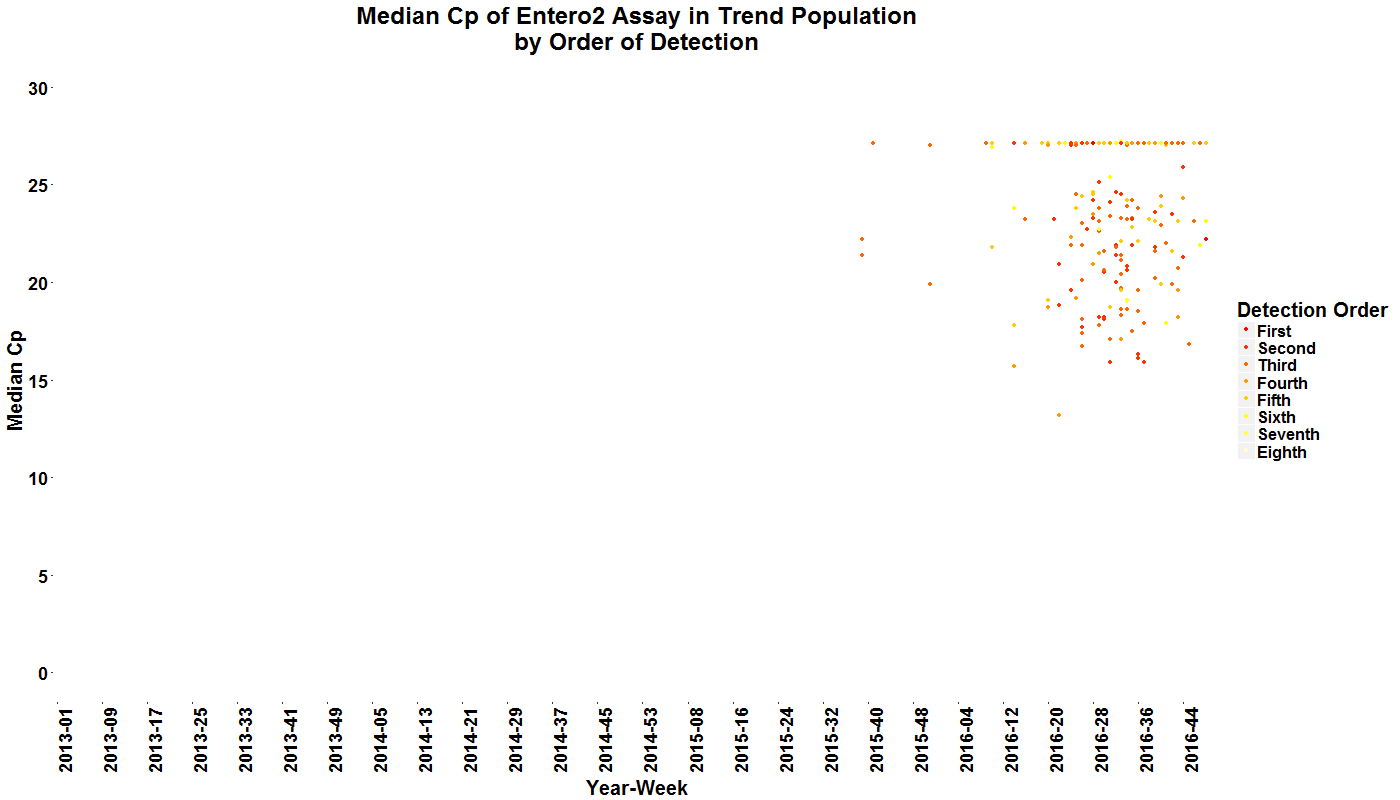 Median Cp of Entero2 Assay in Trend Population
by Order of Detection
30
25
20
15
10
5
0
Median Cp
2013-01
2013-09
2013-17
2013-25
2013-33
2013-41
2013-49
2014-05
2014-13
2014-21
2014-29
2014-37
2014-45
2014-53
2015-08
2015-16
2015-24
2015-32
2015-40
2015-48
2016-04
2016-12
2016-20
2016-28
2016-36
2016-44
Year-Week
Detection Order
First
Second
Third
Fourth
Fifth
Sixth
Seventh
Eighth